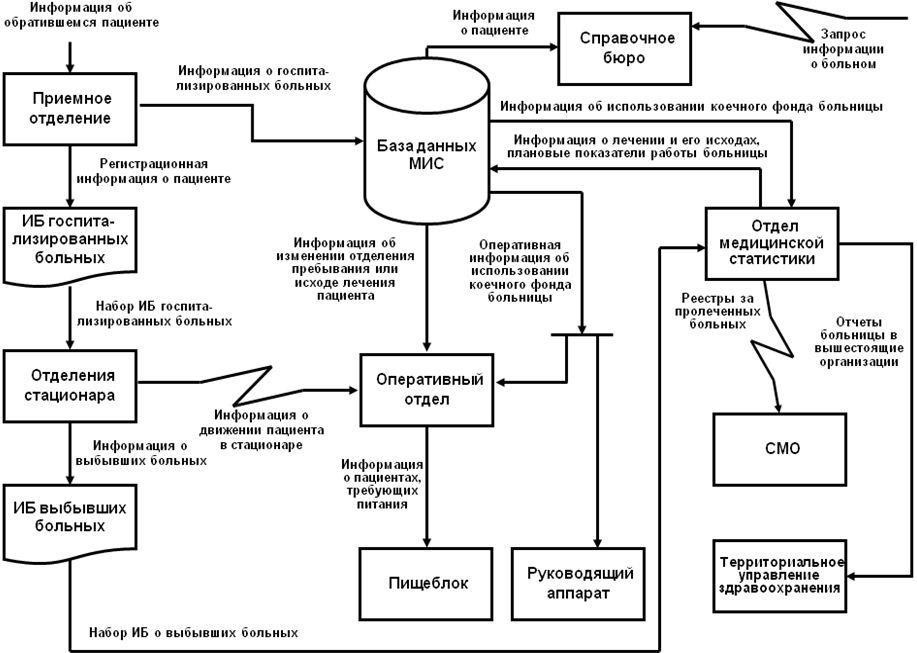 Информация об
обратившемся пациенте
Приемное
отделение
Информация о госпита-
лизированных больных
База данных
МИС
Информация
о пациенте
Справочное
бюро
Запрос
информации
о больном
Информация об использовании коечного фонда больницы
Информация о лечении и его исходах,
плановые показатели работы больницы
Регистрационная
информация о пациенте
ИБ госпита-
лизированных
больных
Информация об
изменении отделения
пребывания или
исходе лечения
пациента
Оперативная
информация об
использовании
коечного фонда
больницы
Отдел
медицинской
статистики
Набор ИБ госпита-
лизированных больных
Реестры за
пролеченных
больных
Отчеты
больницы в
вышестоящие
организации
Отделения
стационара
Информация о
движении пациента
в стационаре
Оперативный
отдел
СМО
Информация о
выбывших больных
Информация
о пациентах,
требующих
питания
ИБ выбывших
больных
Пищеблок
Руководящий
аппарат
Территориальное
управление
здравоохранения
Набор ИБ о выбывших больных